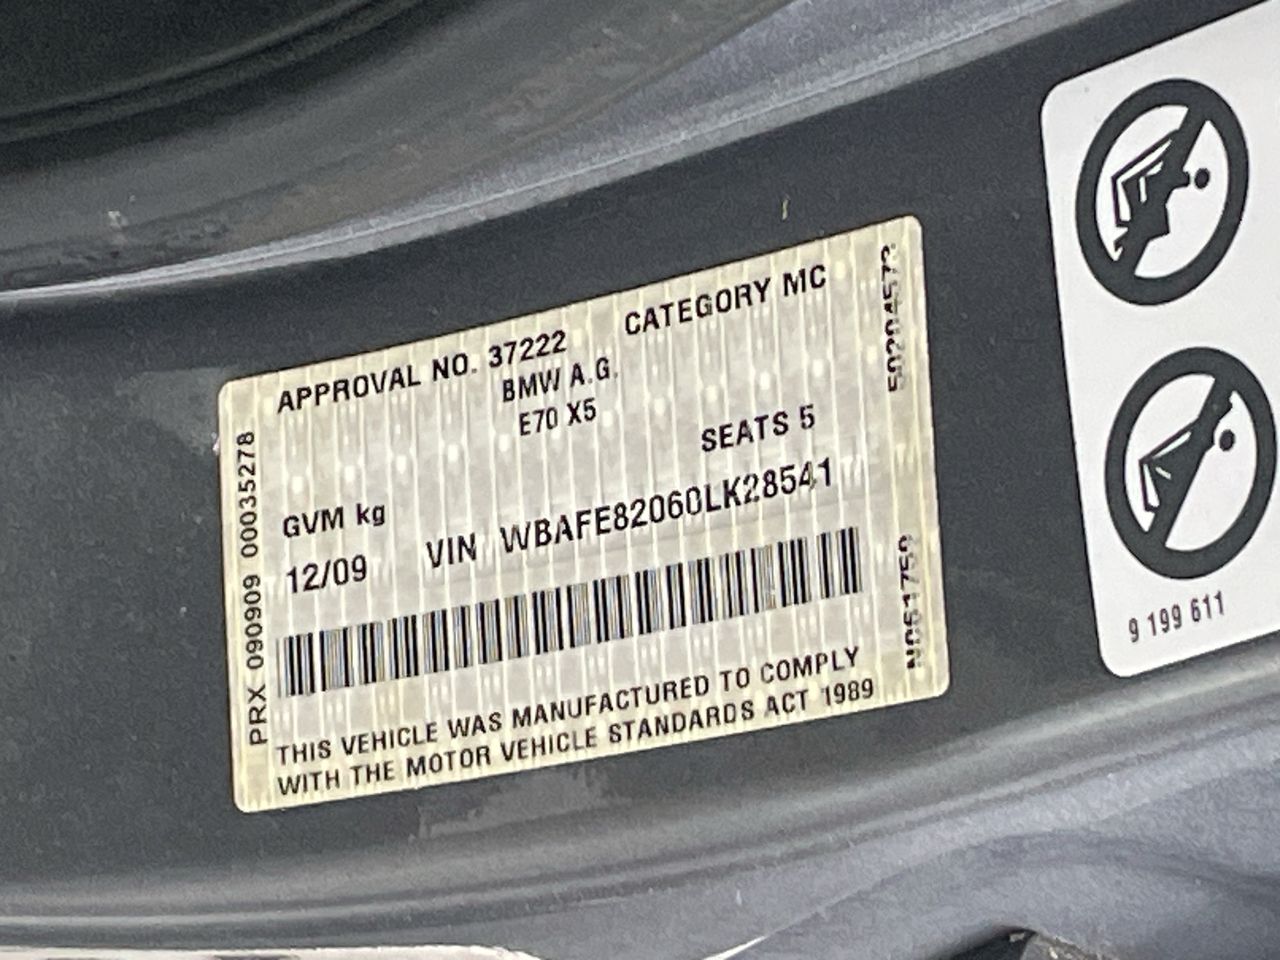 APPROVAL NO. 37222 CATEGORY MC
BMW A.G.
E70 X5
SEATS 5
GVM kg
12/09 VIN WBAFE82060LK28541
THIS VEHICLE WAS MANUFACTURED TO COMPLY
WITH THE MOTOR VEHICLE STANDARDS ACT 1989
PRX 090909 00035278
9 199 611